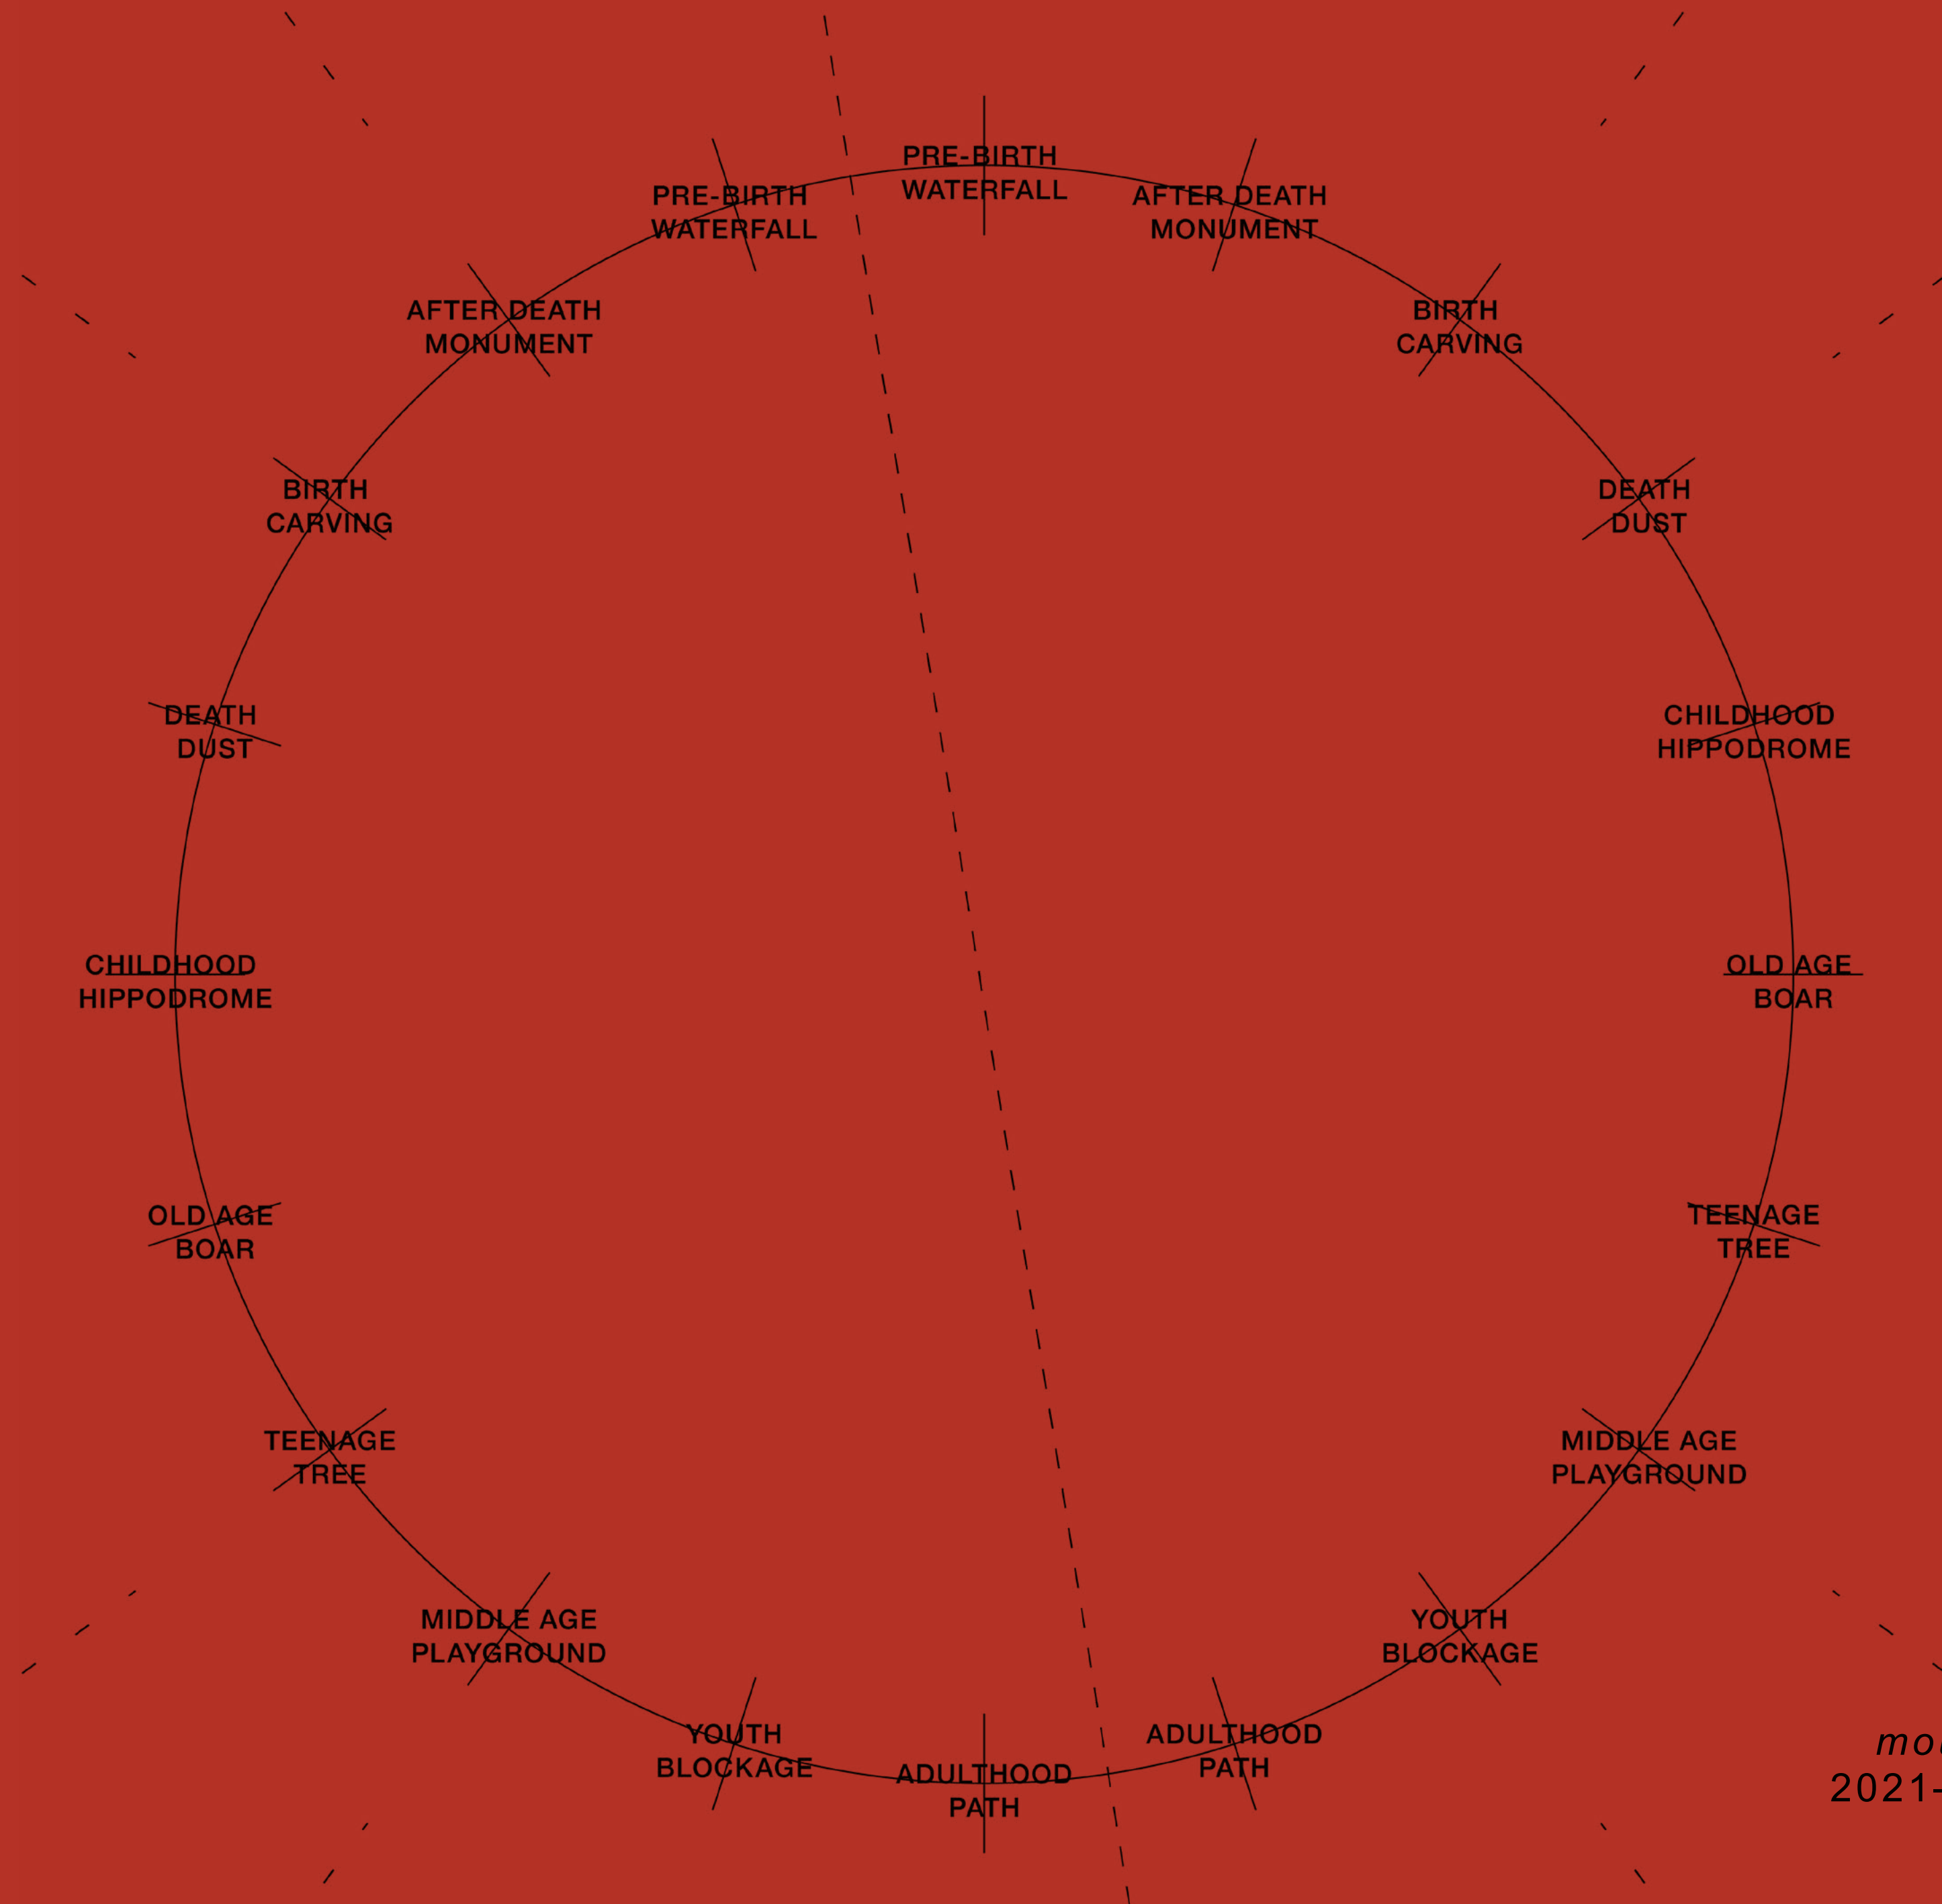 PRE-BIRTH
WATERFALL
AFTER DEATH
MONUMENT
BIRTH
CARVING
DEATH
DUST
CHILDHOOD
HIPPODROME
OLD AGE
BOAR
TEENAGE
TREE
MIDDLE AGE
PLAYGROUND
YOUTH
BLOCKAGE
ADULTHOOD
PATH
ADULTHOOD
PATH
YOUTH
BLOCKAGE
MIDDLE AGE
PLAYGROUND
TEENAGE
TREE
OLD AGE
BOAR
CHILDHOOD
HIPPODROME
DEATH
DUST
BIRTH
CARVING
AFTER DEATH
MONUMENT
PRE-BIRTH
WATERFALL
2021-